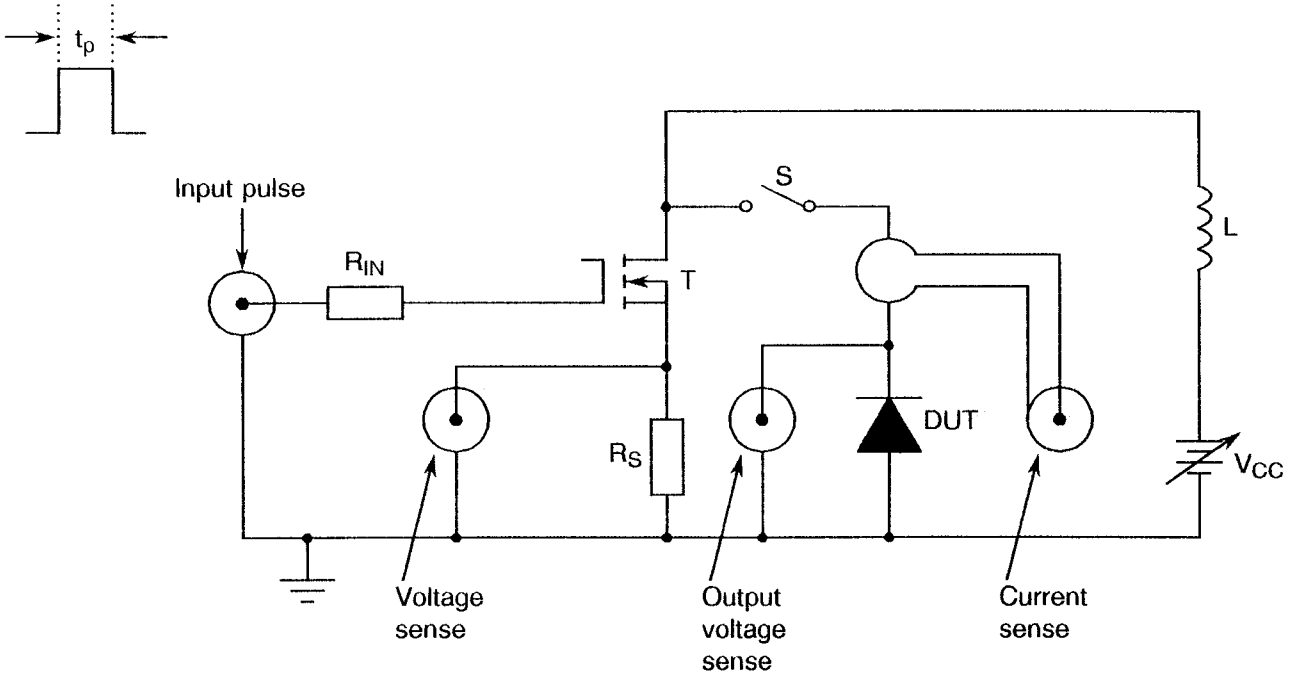 tp
Input pulse
RIN
S
L
T
RS
DUT
VCC
Voltage
sense
Output
voltage
sense
Current
sense